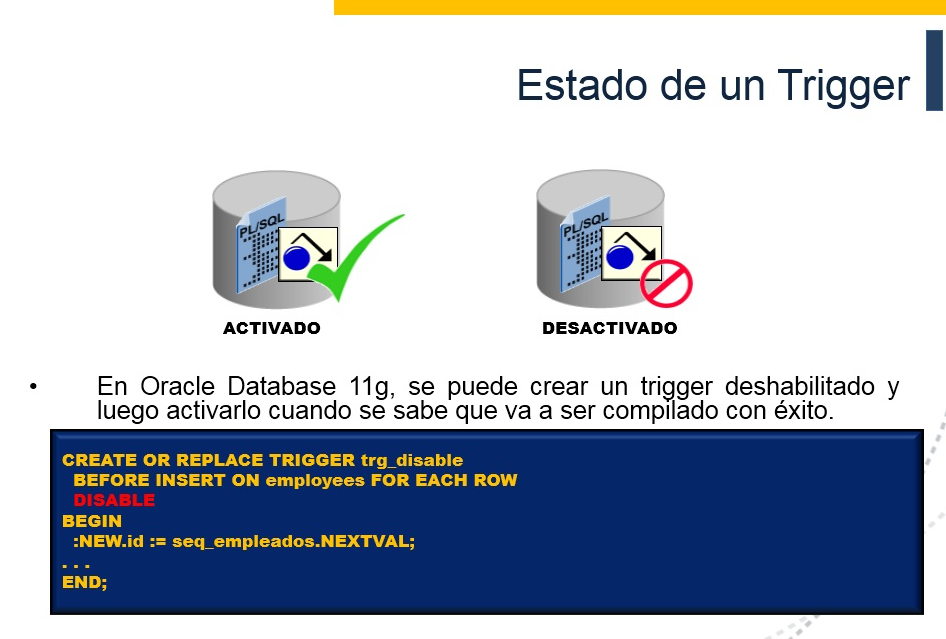 Estado de un Trigger
PL/SQL
PL/SQL
ACTIVADO
DESACTIVADO
• En Oracle Database 11g, se puede crear un trigger deshabilitado y
luego activarlo cuando se sabe que va a ser compilado con éxito.
CREATE OR REPLACE TRIGGER trg_disable
BEFORE INSERT ON employees FOR EACH ROW
DISABLE
BEGIN
:NEW.id := seq_empleados.NEXTVAL;
. . .
END;